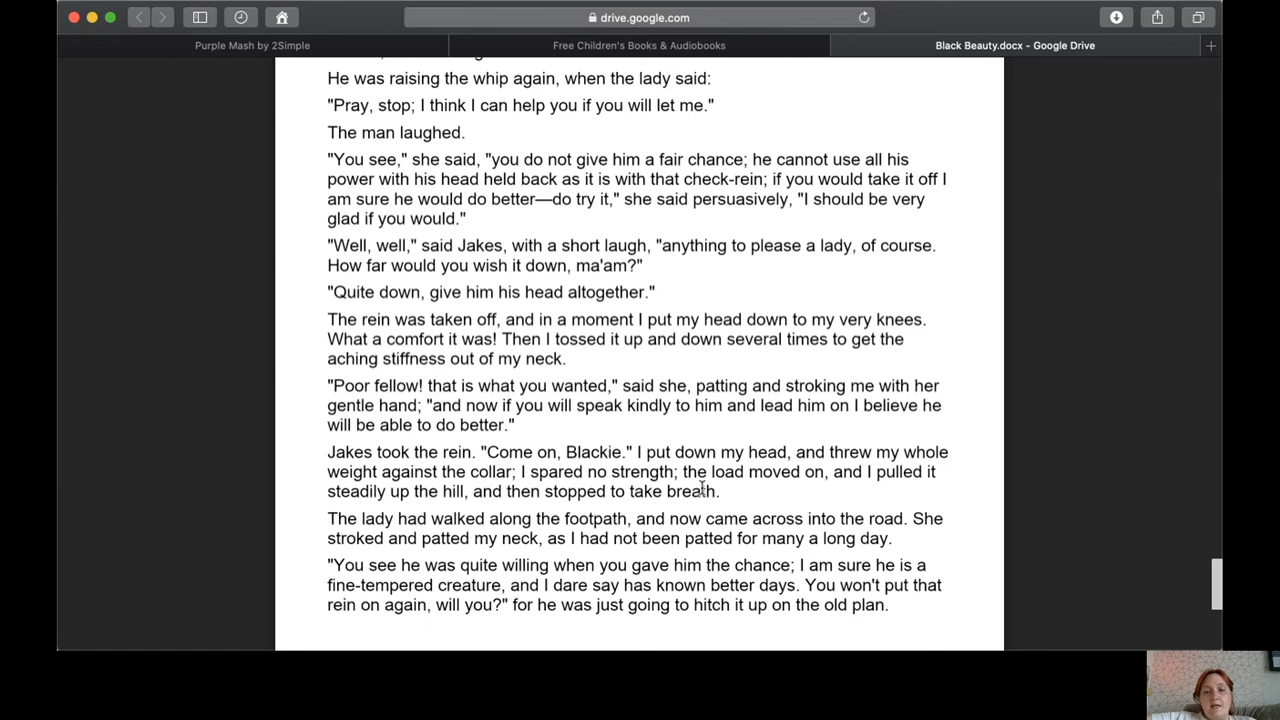 drive.google.com
Purple Mash by 2Simple
Free Children's Books & Audiobooks
Black Beauty.docx - Google Drive
He was raising the whip again, when the lady said:
"Pray, stop; I think I can help you if you will let me."
The man laughed.
"You see," she said, "you do not give him a fair chance; he cannot use all his
power with his head held back as it is with that check-rein; if you would take it off I
am sure he would do better—do try it," she said persuasively, "I should be very
glad if you would."
"Well, well," said Jakes, with a short laugh, "anything to please a lady, of course.
How far would you wish it down, ma'am?"
"Quite down, give him his head altogether."
The rein was taken off, and in a moment I put my head down to my very knees.
What a comfort it was! Then I tossed it up and down several times to get the
aching stiffness out of my neck.
"Poor fellow! that is what you wanted," said she, patting and stroking me with her
gentle hand; "and now if you will speak kindly to him and lead him on I believe he
will be able to do better."
Jakes took the rein. "Come on, Blackie." I put down my head, and threw my whole
weight against the collar; I spared no strength; the load moved on, and I pulled it
steadily up the hill, and then stopped to take breath.
The lady had walked along the footpath, and now came across into the road. She
stroked and patted my neck, as I had not been patted for many a long day.
"You see he was quite willing when you gave him the chance; I am sure he is a
fine-tempered creature, and I dare say has known better days. You won't put that
rein on again, will you?" for he was just going to hitch it up on the old plan.